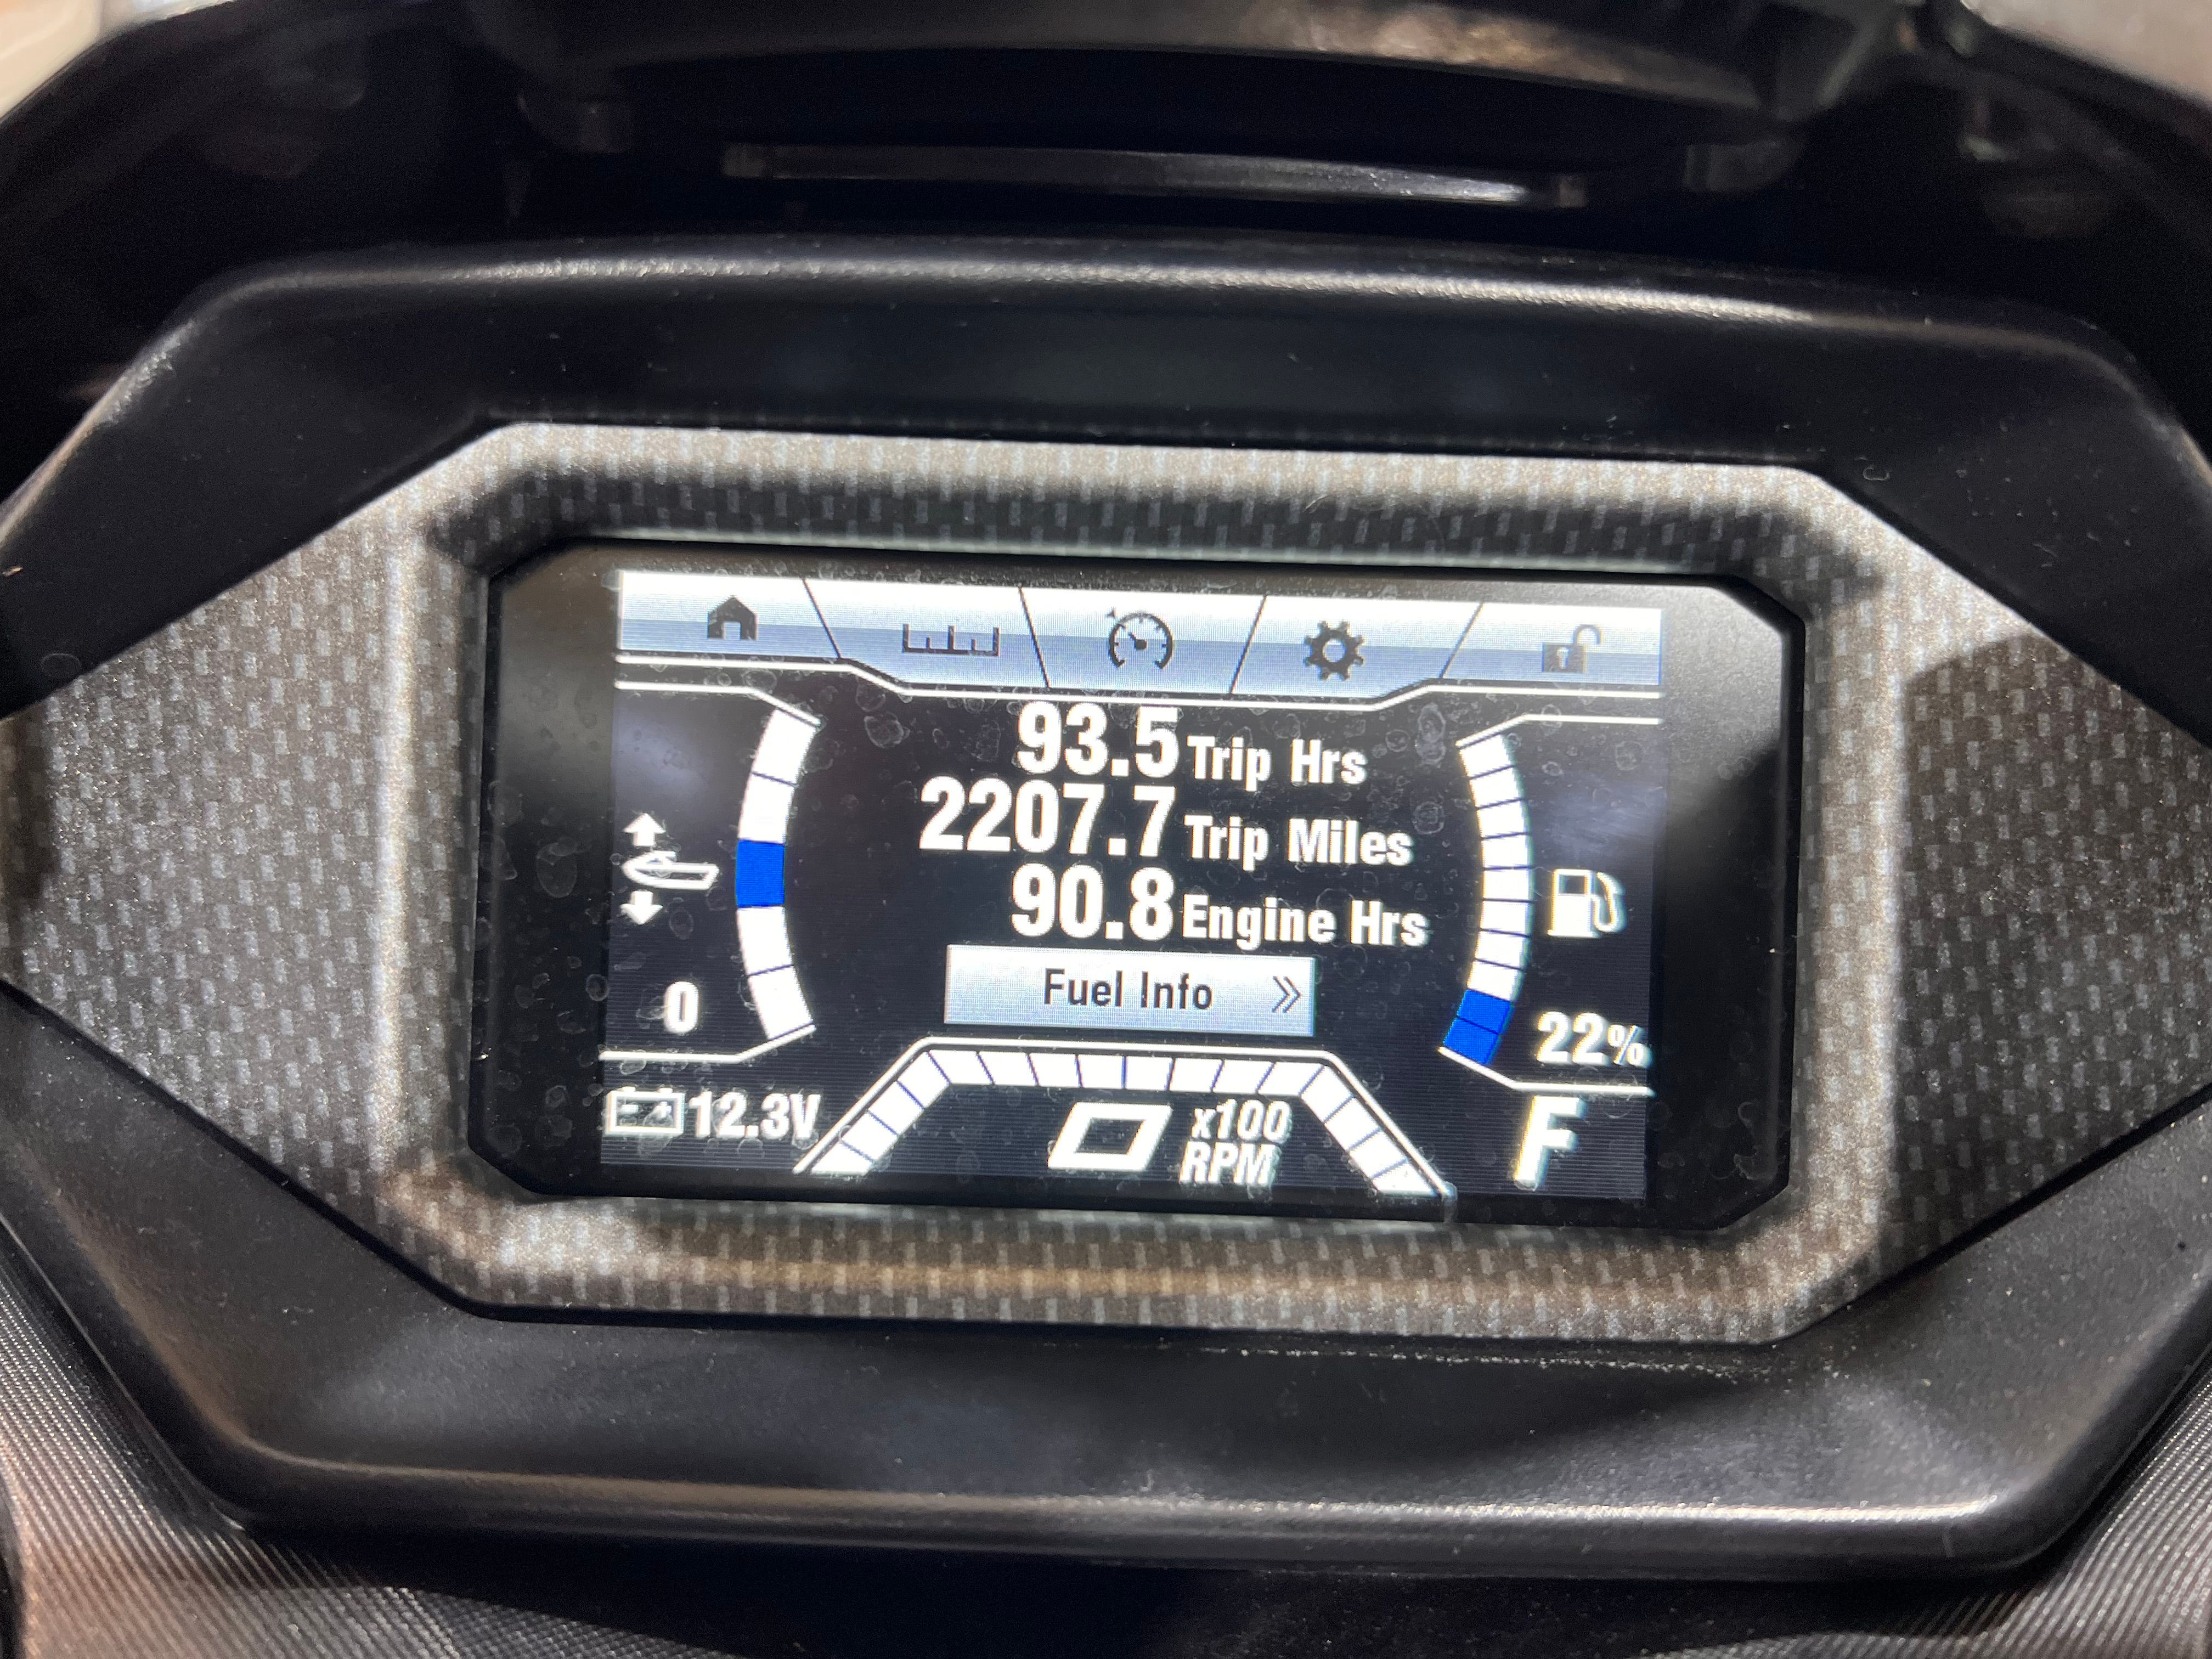 93.5 Trip Hrs
2207.7 Trip Miles
90.8 Engine Hrs
Fuel Info
0
22%
12.3V
0 x100 RPM
F